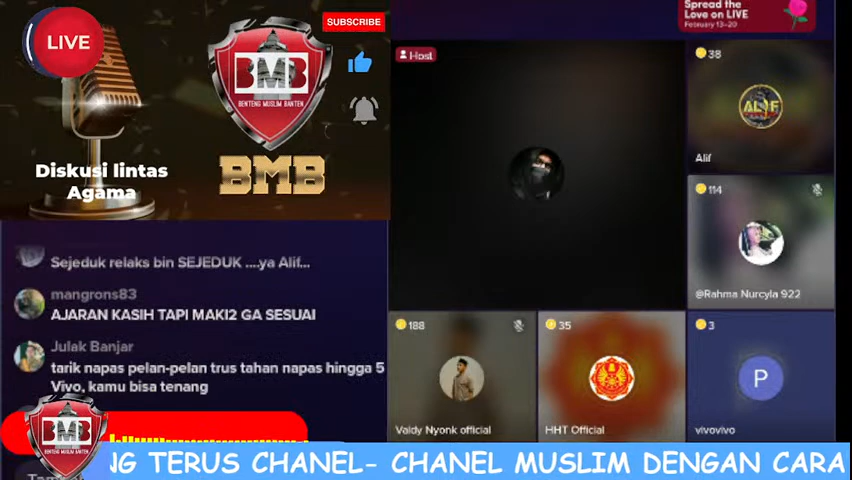 LIVE
SUBSCRIBE
BMB
BENTENG MUSLIM BANTEN
BMB
Diskusi lintas
Agama
Sejeduk relaks bin SEJEDUK ....ya Alif...
mangrons83
AJARAN KASIH TAPI MAKI2 GA SESUAI
Julak Banjar
tarik napas pelan-pelan trus tahan napas hingga 5
Vivo, kamu bisa tenang
Spread the
Love on LIVE
February 13–20
Host
38
ALIF
Alif
114
@Rahma Nurcyla 922
188
Valdy Nyonk official
35
HHT Official
3
P
vivovivo
BMB
NG TERUS CHANEL- CHANEL MUSLIM DENGAN CARA